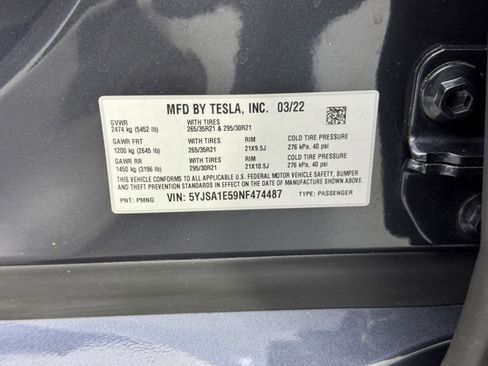 MFD BY TESLA, INC. 03/22
GVWR WITH TIRES
2474 kg (5452 lb) 265/35R21 & 295/30R21
GAWR FRT WITH TIRES RIM COLD TIRE PRESSURE
1200 kg (2645 lb) 265/35R21 21X9.5J 276 kPa, 40 psi
GAWR RR WITH TIRES RIM COLD TIRE PRESSURE
1450 kg (3196 lb) 295/30R21 21X10.5J 276 kPa, 40 psi
THIS VEHICLE CONFORMS TO ALL APPLICABLE U.S. FEDERAL MOTOR VEHICLE SAFETY, BUMPER
AND THEFT PREVENTION STANDARDS IN EFFECT ON THE DATE OF MANUFACTURE SHOWN ABOVE.
PNT: PMNG VIN: 5YJSA1E59NF474487 TYPE: PASSENGER